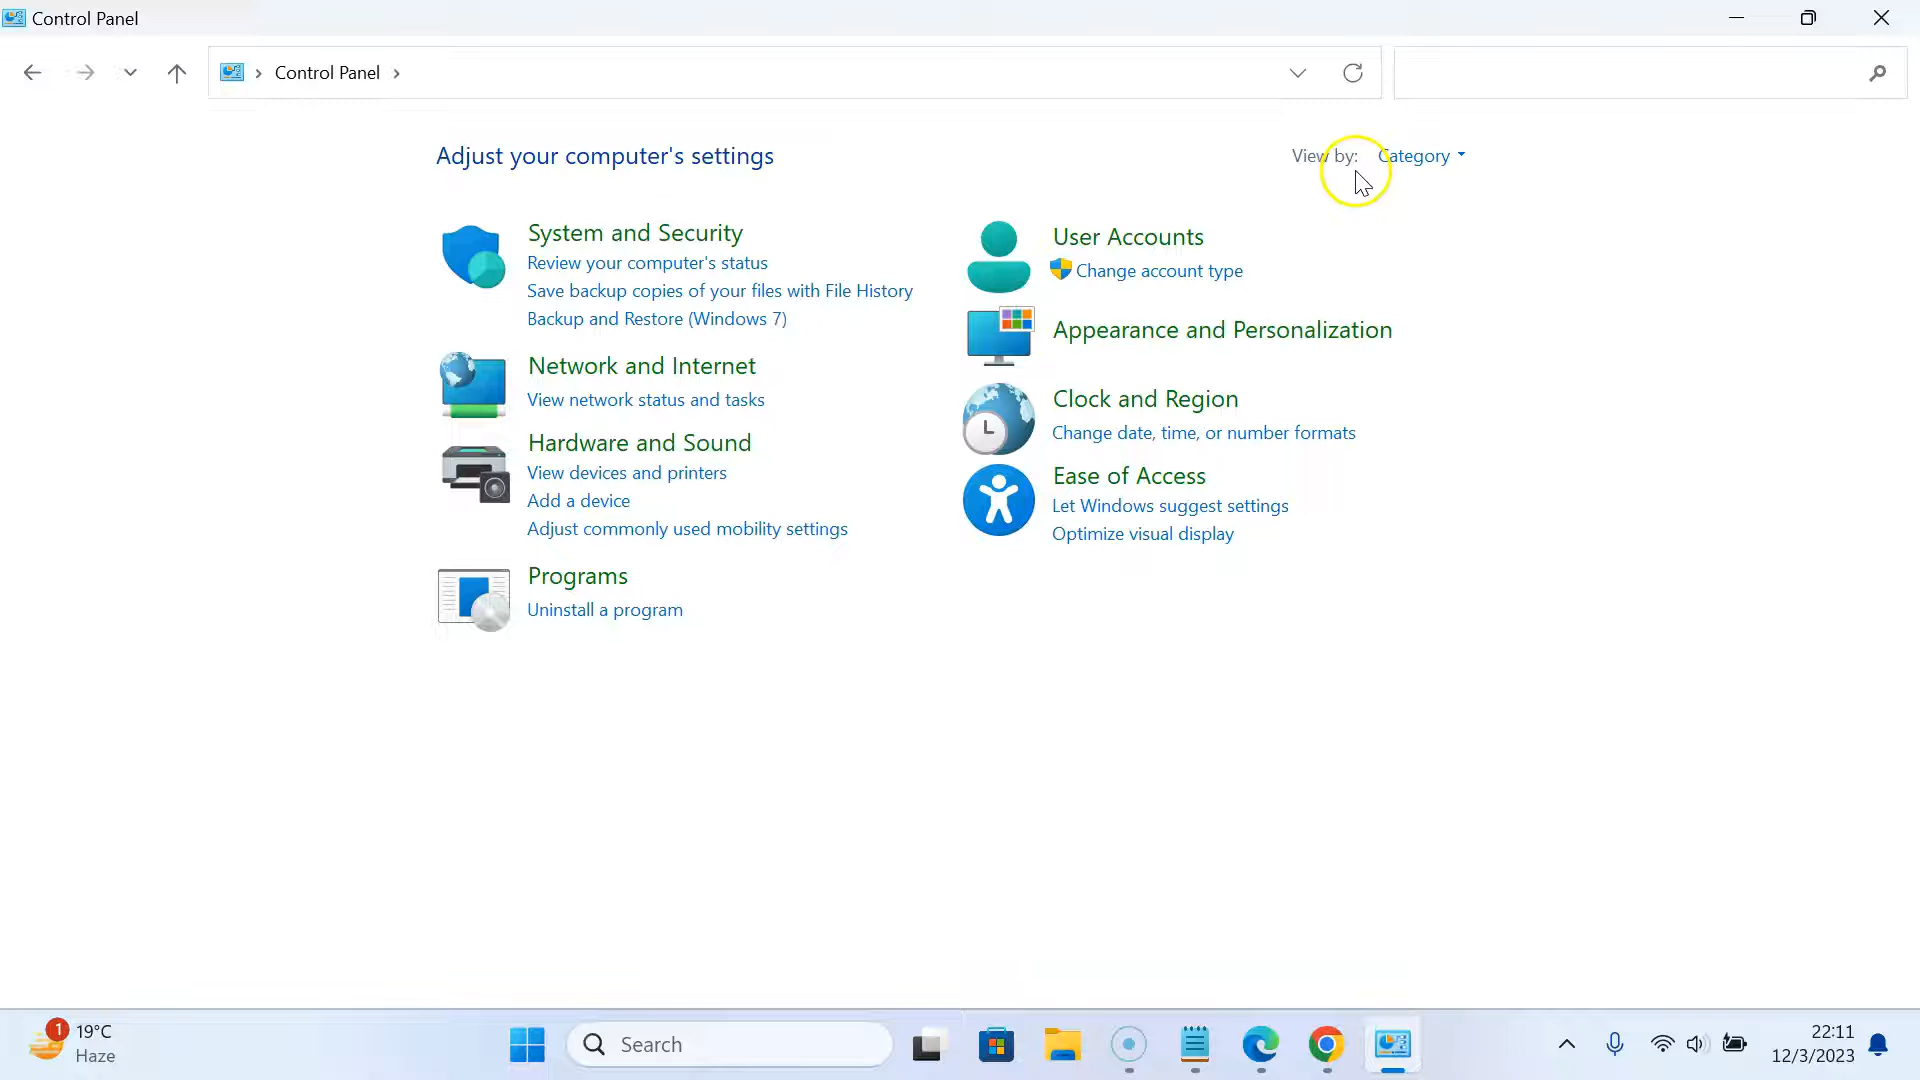 Control Panel
Control Panel
Adjust your computer's settings
View by: Category
System and Security
Review your computer's status
Save backup copies of your files with File History
Backup and Restore (Windows 7)
Network and Internet
View network status and tasks
Hardware and Sound
View devices and printers
Add a device
Adjust commonly used mobility settings
Programs
Uninstall a program
User Accounts
Change account type
Appearance and Personalization
Clock and Region
Change date, time, or number formats
Ease of Access
Let Windows suggest settings
Optimize visual display
1
19°C
Haze
Search
22:11
12/3/2023